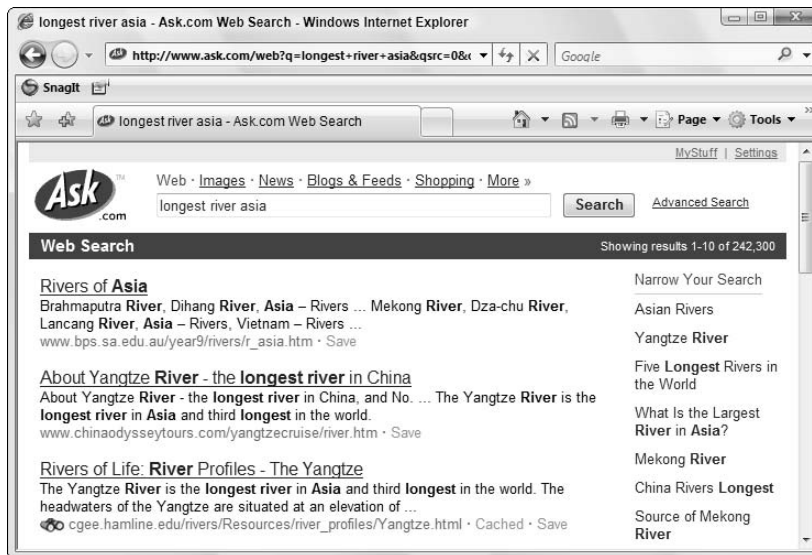 longest river asia - Ask.com Web Search - Windows Internet Explorer
http://www.ask.com/web?q=longest+river+asia&qsrc=0&
Google
SnagIt
longest river asia - Ask.com Web Search
Page
Tools
MyStuff | Settings
Ask.com™
Web · Images · News · Blogs & Feeds · Shopping · More »
longest river asia
Search
Advanced Search
Web Search
Showing results 1-10 of 242,300
Rivers of Asia
Brahmaputra River, Dihang River, Asia – Rivers ... Mekong River, Dza-chu River,
Lancang River, Asia – Rivers, Vietnam – Rivers ...
www.bps.sa.edu.au/year9/rivers/r_asia.htm · Save
About Yangtze River - the longest river in China
About Yangtze River - the longest river in China, and No. ... The Yangtze River is the
longest river in Asia and third longest in the world.
www.chinaodysseytours.com/yangtzecruise/river.htm · Save
Rivers of Life: River Profiles - The Yangtze
The Yangtze River is the longest river in Asia and third longest in the world. The
headwaters of the Yangtze are situated at an elevation of ...
cgee.hamline.edu/rivers/Resources/river_profiles/Yangtze.html · Cached · Save
Narrow Your Search
Asian Rivers
Yangtze River
Five Longest Rivers in
the World
What Is the Largest
River in Asia?
Mekong River
China Rivers Longest
Source of Mekong
River